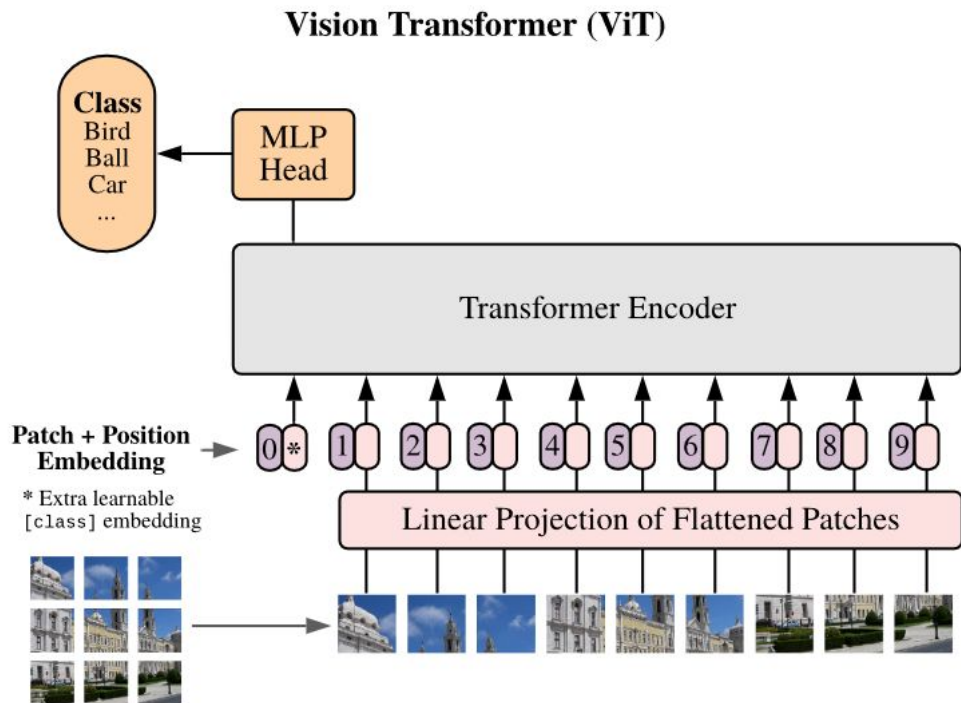 Vision Transformer (ViT)
Class
Bird
Ball
Car
...
MLP
Head
Transformer Encoder
Patch + Position
Embedding
0 * 1 2 3 4 5 6 7 8 9
* Extra learnable
[class] embedding
Linear Projection of Flattened Patches